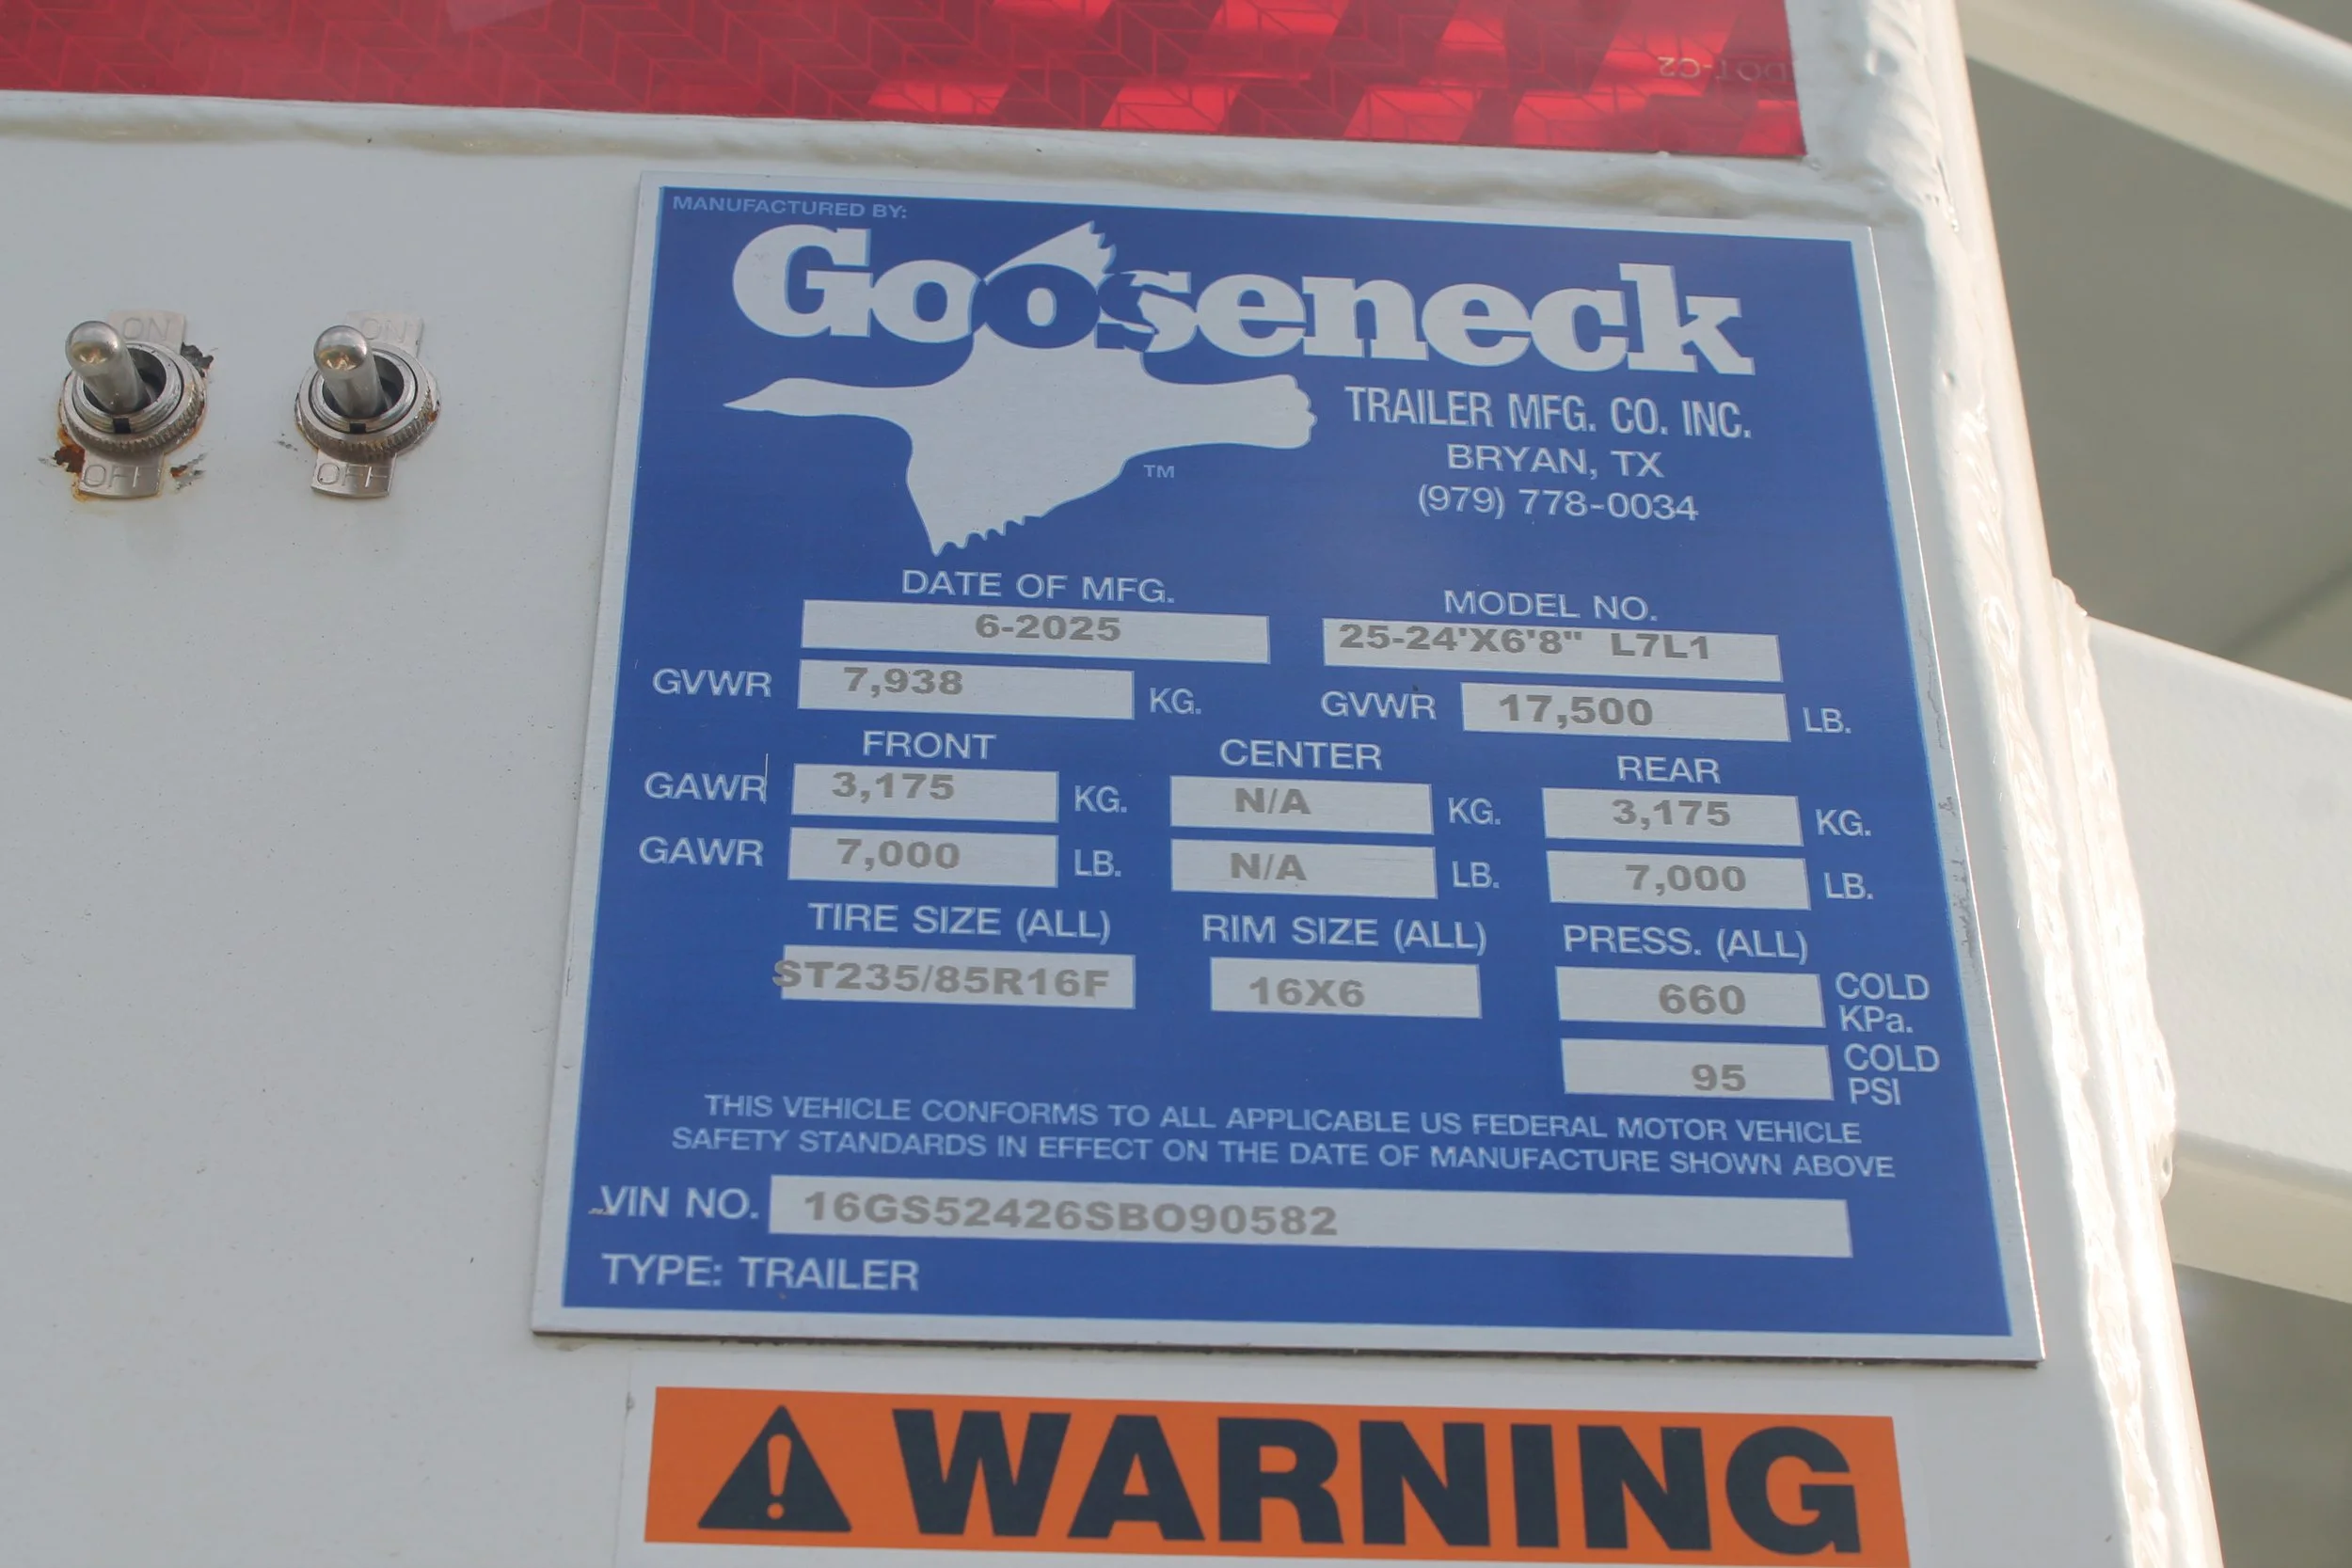 DOT-C2
ON
ON
OFF
OFF
MANUFACTURED BY:
Gooseneck
TRAILER MFG. CO. INC.
BRYAN, TX
(979) 778-0034
TM
DATE OF MFG. MODEL NO.
6-2025 25-24'X6'8" L7L1
GVWR 7,938 KG. GVWR 17,500 LB.
FRONT CENTER REAR
GAWR 3,175 KG. N/A KG. 3,175 KG.
GAWR 7,000 LB. N/A LB. 7,000 LB.
TIRE SIZE (ALL) RIM SIZE (ALL) PRESS. (ALL)
ST235/85R16F 16X6 660 COLD KPa.
95 COLD PSI
THIS VEHICLE CONFORMS TO ALL APPLICABLE US FEDERAL MOTOR VEHICLE
SAFETY STANDARDS IN EFFECT ON THE DATE OF MANUFACTURE SHOWN ABOVE
VIN NO. 16GS52426SBO90582
TYPE: TRAILER
WARNING